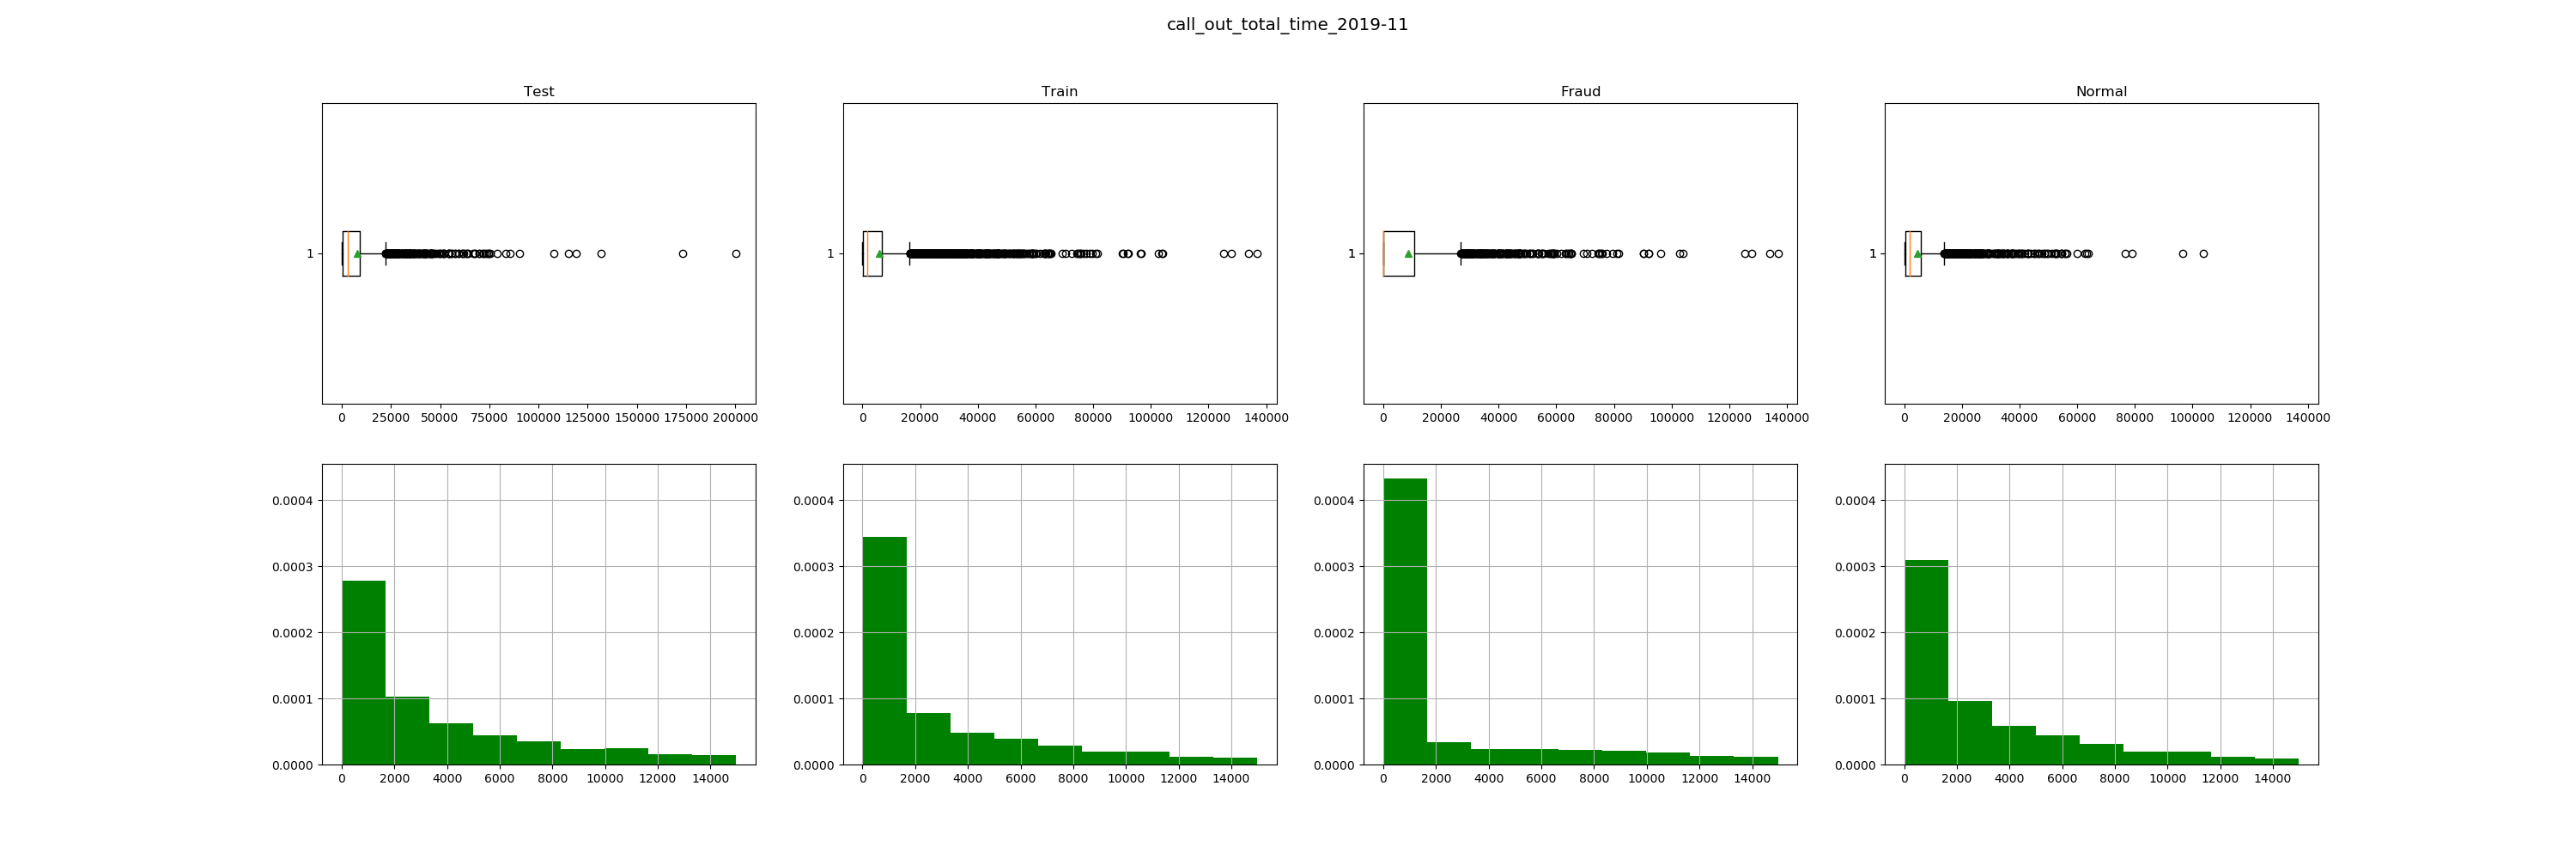 call_out_total_time_2019-11
Test Train Fraud Normal
1 1 1 1
0 25000 50000 75000 100000 125000 150000 175000 200000 0 20000 40000 60000 80000 100000 120000 140000 0 20000 40000 60000 80000 100000 120000 140000 0 20000 40000 60000 80000 100000 120000 140000
0.0004 0.0004 0.0004 0.0004
0.0003 0.0003 0.0003 0.0003
0.0002 0.0002 0.0002 0.0002
0.0001 0.0001 0.0001 0.0001
0.0000 0.0000 0.0000 0.0000
0 2000 4000 6000 8000 10000 12000 14000 0 2000 4000 6000 8000 10000 12000 14000 0 2000 4000 6000 8000 10000 12000 14000 0 2000 4000 6000 8000 10000 12000 14000